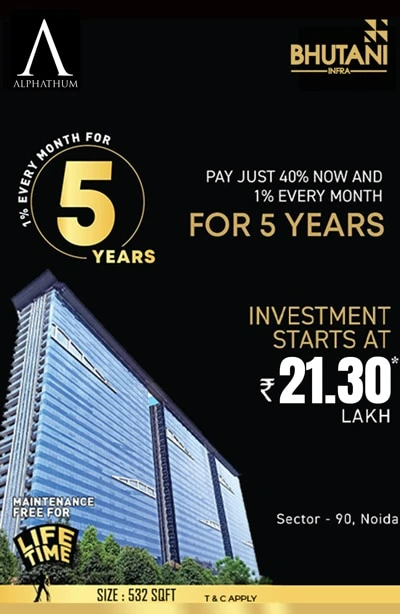 ALPHATHUM
BHUTANI
INFRA
1% EVERY MONTH FOR
5
YEARS
PAY JUST 40% NOW AND
1% EVERY MONTH
FOR 5 YEARS
INVESTMENT
STARTS AT
₹ 21.30*
LAKH
MAINTENANCE
FREE FOR
LIFE
TIME
Sector - 90, Noida
SIZE : 532 SQFT
T & C APPLY